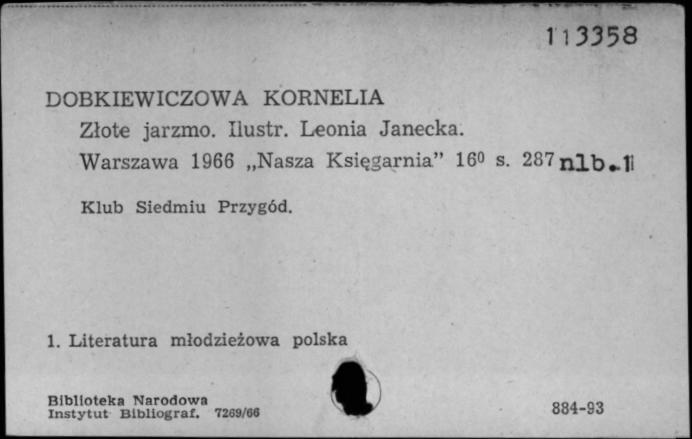 113358
DOBKIEWICZOWA KORNELIA
Złote jarzmo. Ilustr. Leonia Janecka.
Warszawa 1966 „Nasza Księgarnia” 16⁰ s. 287 nlb. 1
Klub Siedmiu Przygód.
1. Literatura młodzieżowa polska
Biblioteka Narodowa
Instytut Bibliograf. 7269/66
884-93